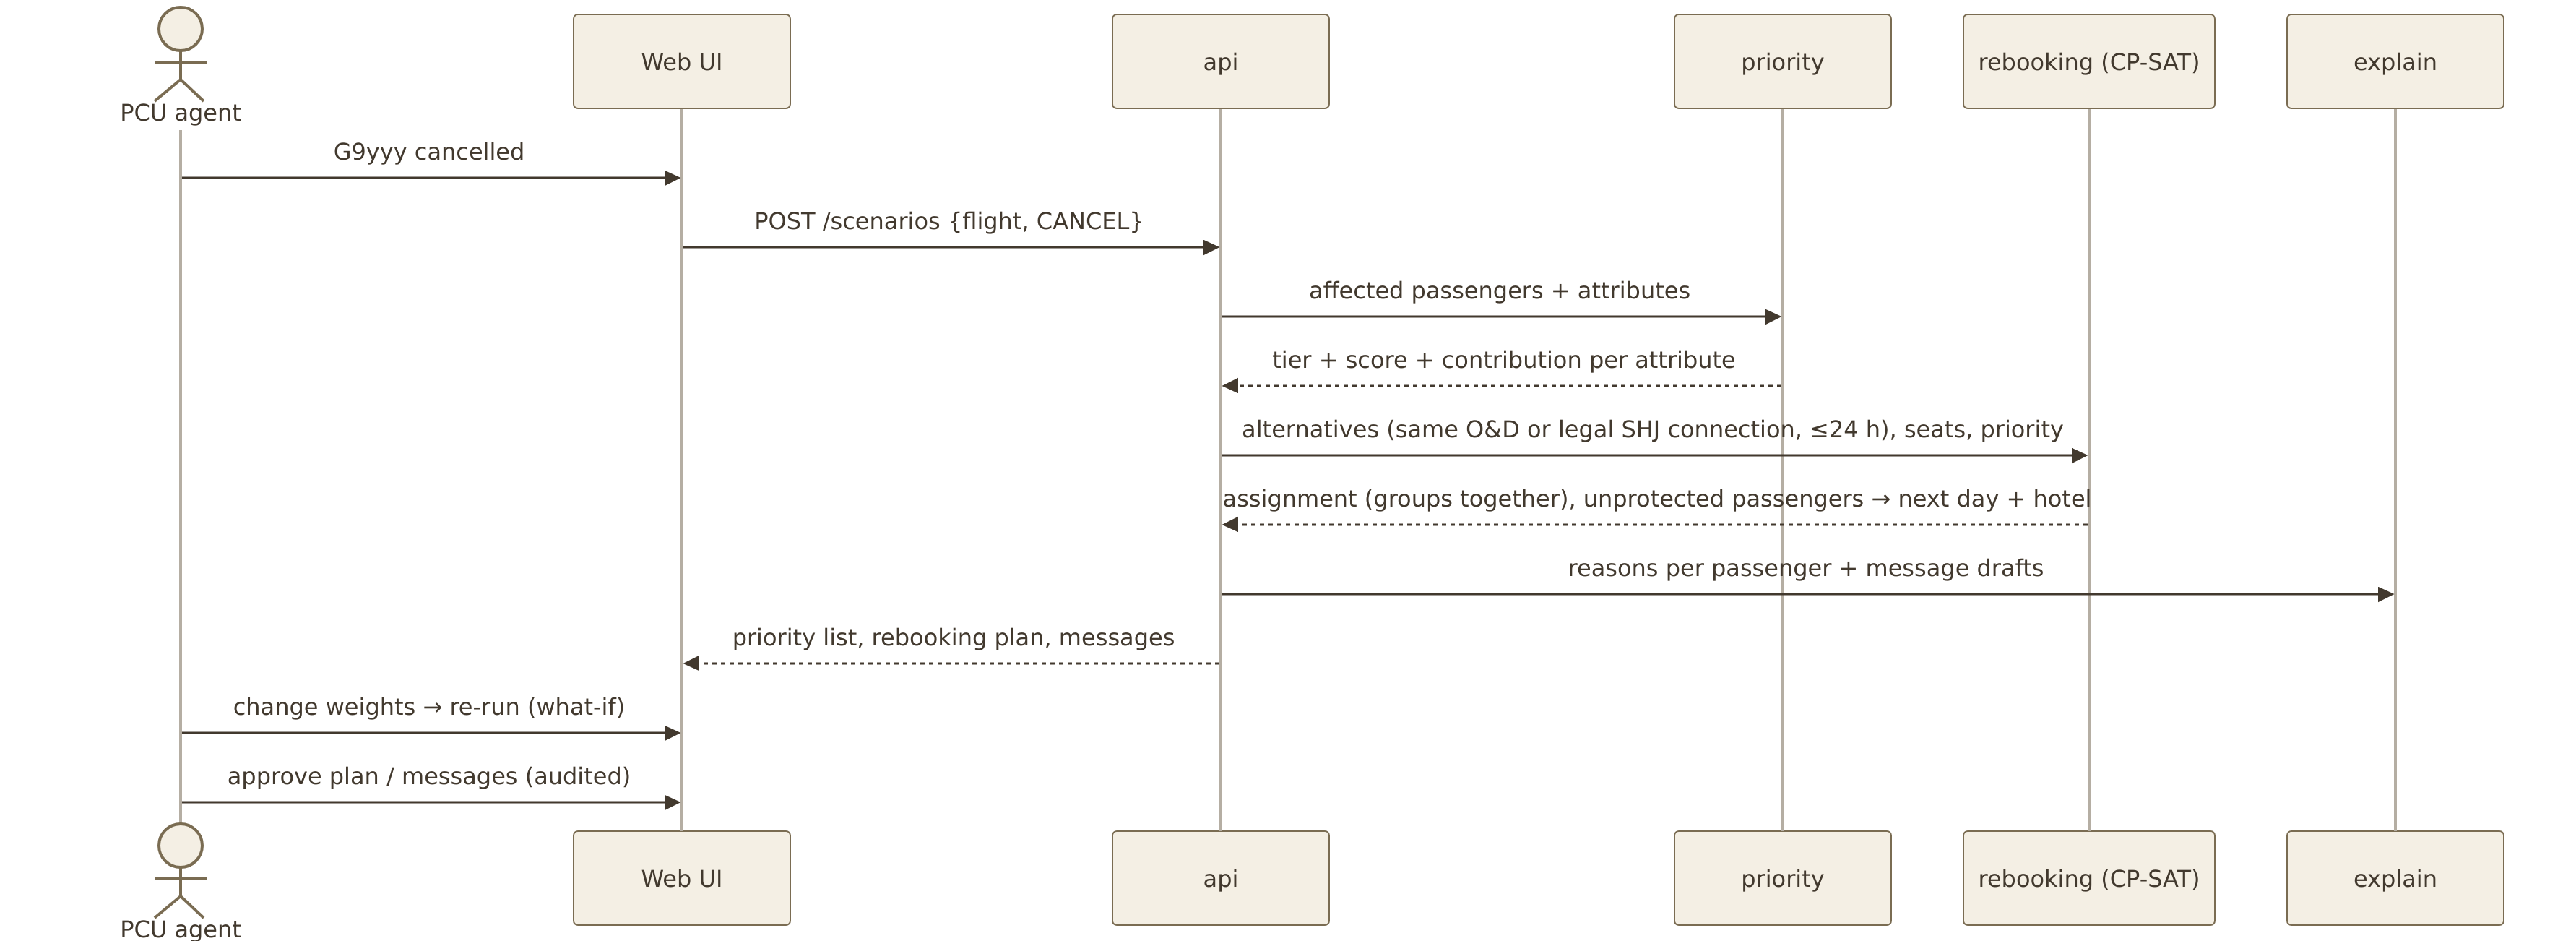 PCU agent
Web UI
api
priority
rebooking (CP-SAT)
explain
G9yyy cancelled
POST /scenarios {flight, CANCEL}
affected passengers + attributes
tier + score + contribution per attribute
alternatives (same O&D or legal SHJ connection, ≤24 h), seats, priority
assignment (groups together), unprotected passengers → next day + hotel
reasons per passenger + message drafts
priority list, rebooking plan, messages
change weights → re-run (what-if)
approve plan / messages (audited)
PCU agent
Web UI
api
priority
rebooking (CP-SAT)
explain